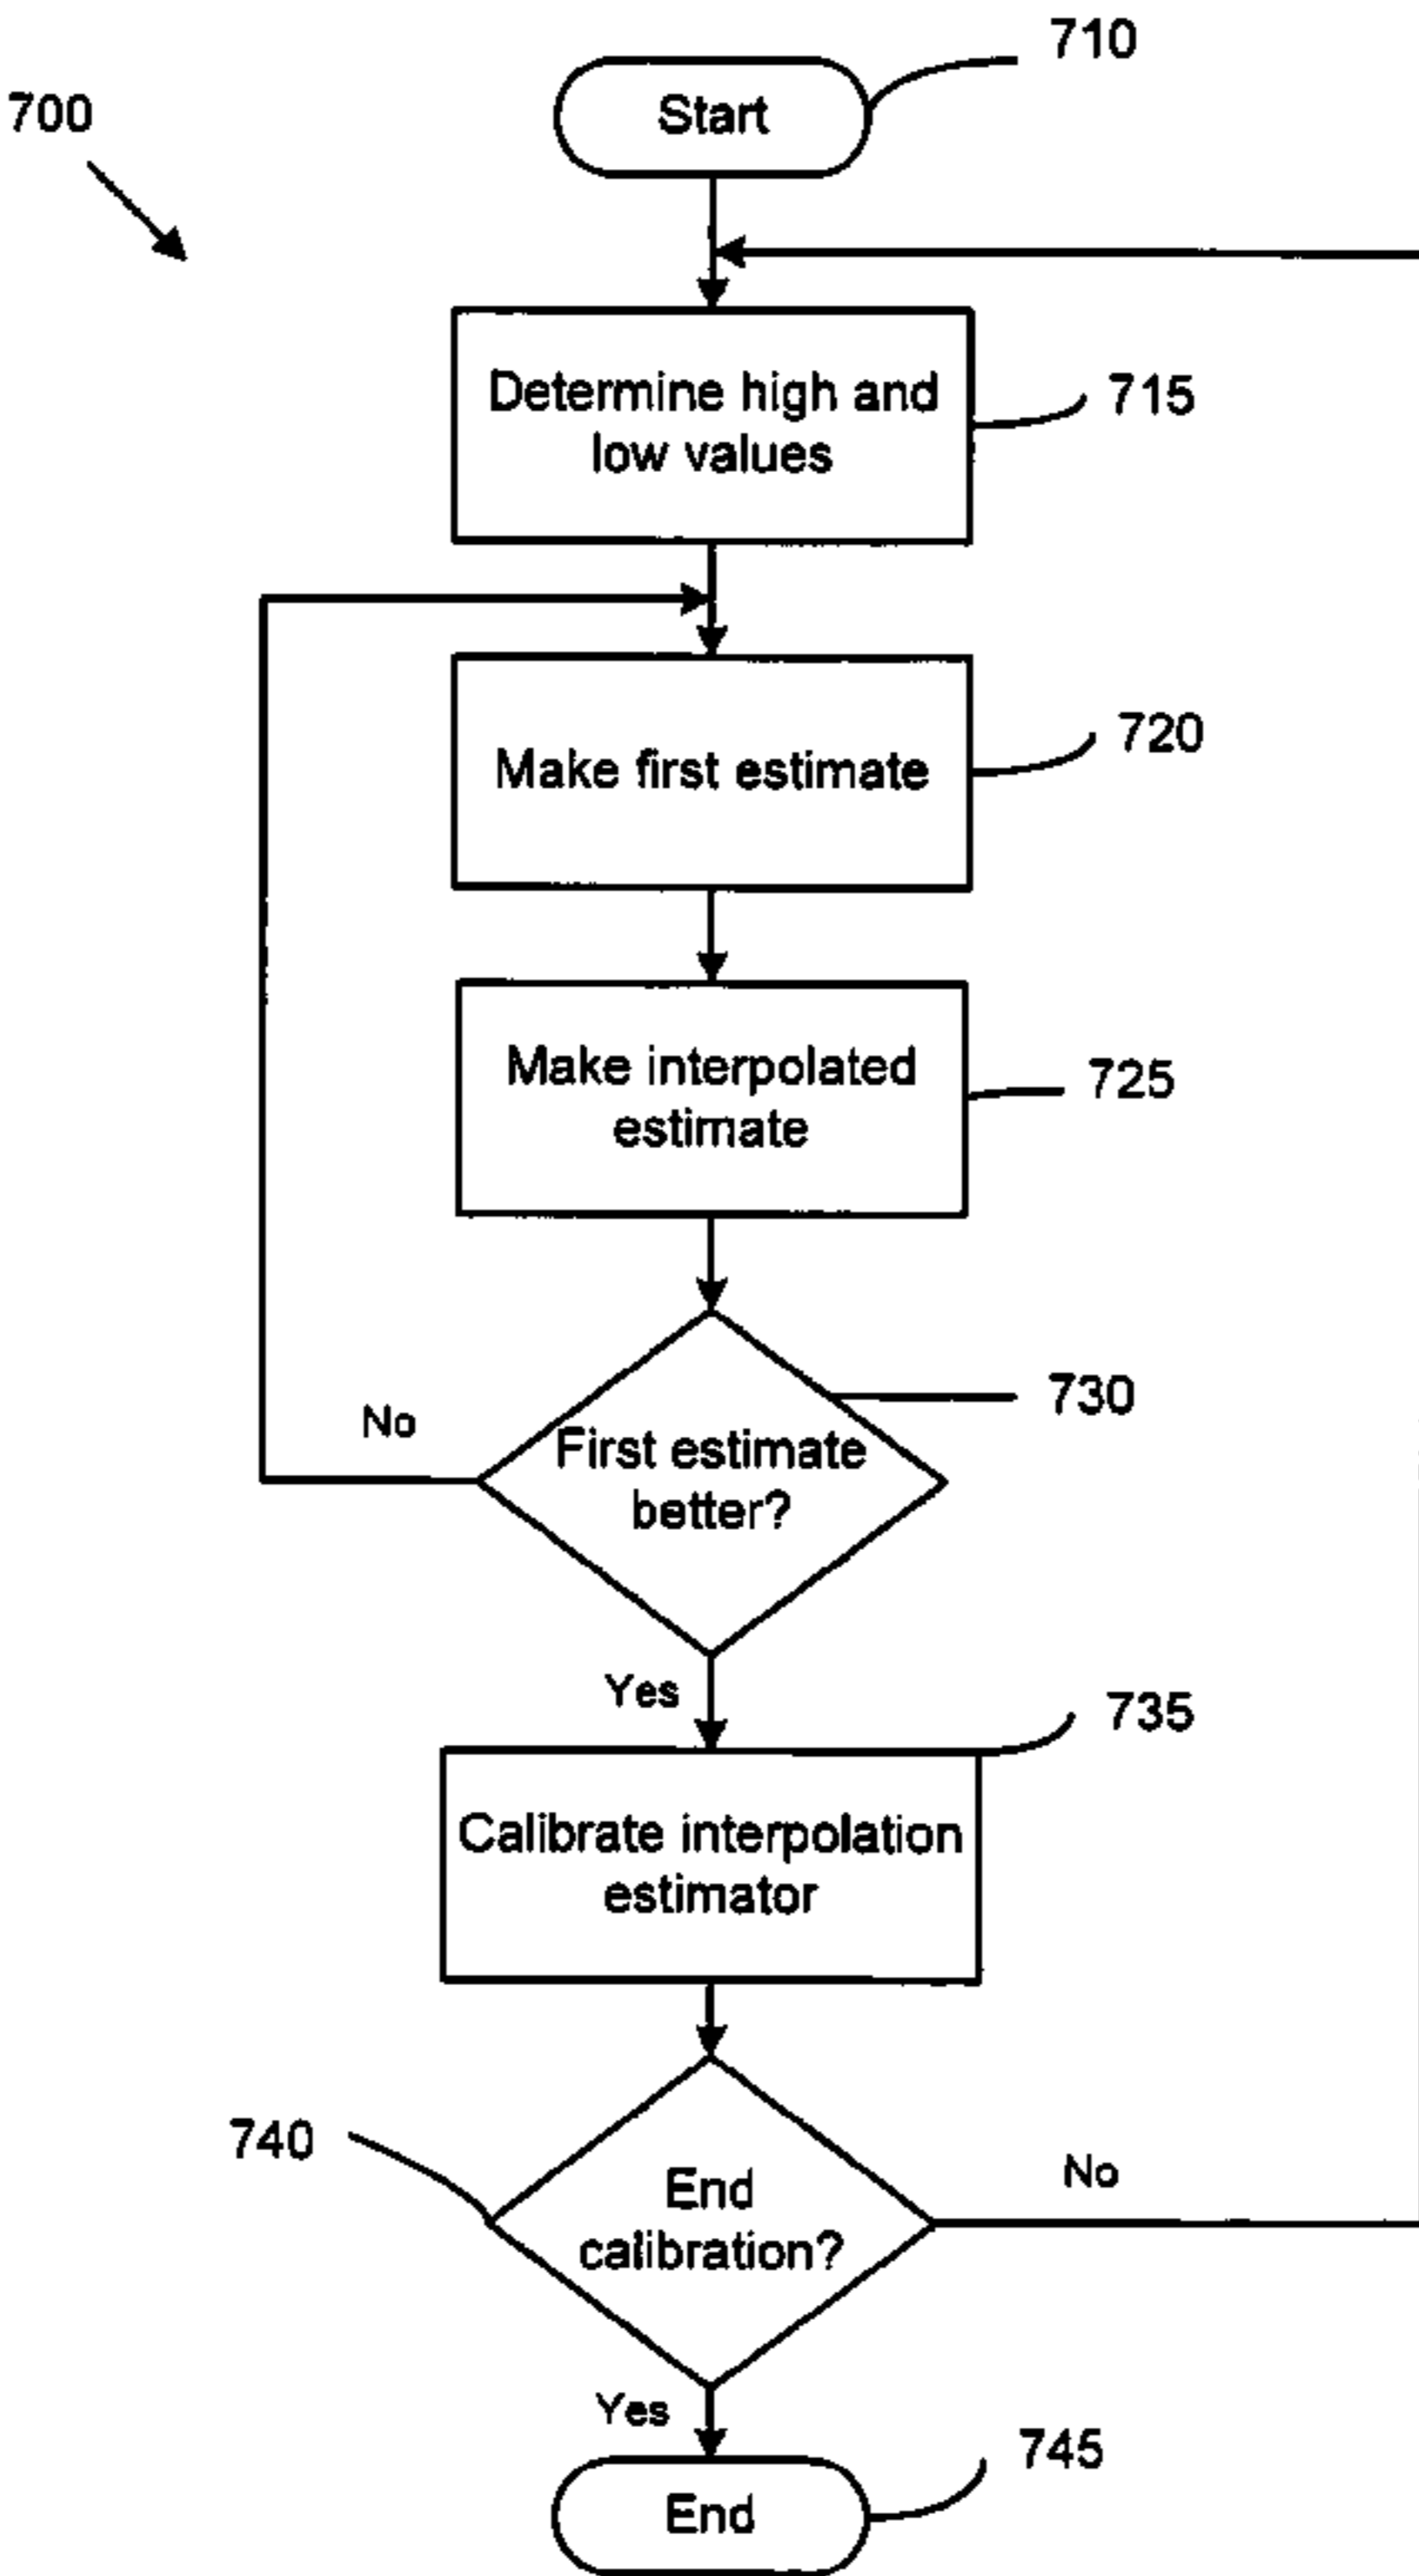 710
700
Start
Determine high and
low values
715
Make first estimate
720
Make interpolated
estimate
725
730
No
First estimate
better?
Yes
735
Calibrate interpolation
estimator
740
No
End
calibration?
Yes
745
End